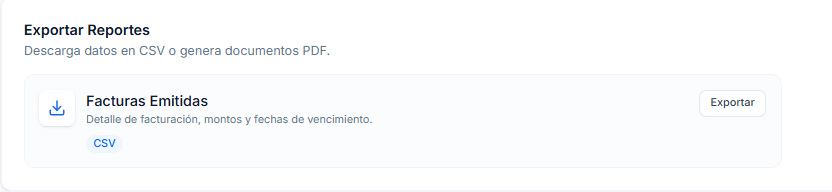 Exportar Reportes
Descarga datos en CSV o genera documentos PDF.
Facturas Emitidas
Exportar
Detalle de facturación, montos y fechas de vencimiento.
CSV